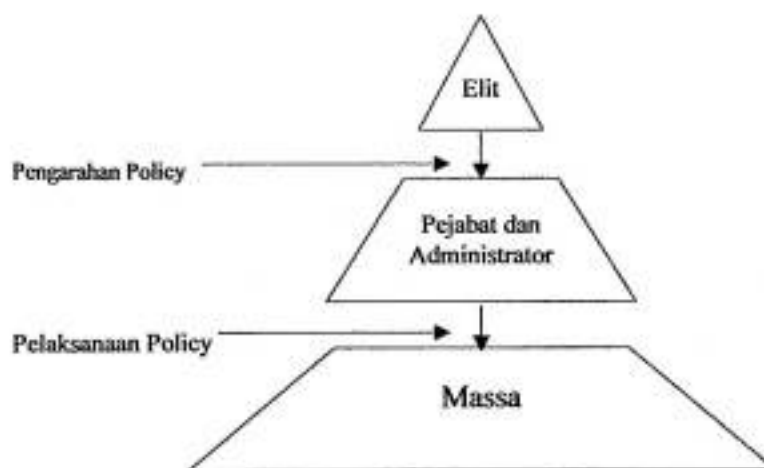 Elit
Pengarahan Policy
Pejabat dan
Administrator
Pelaksanaan Policy
Massa